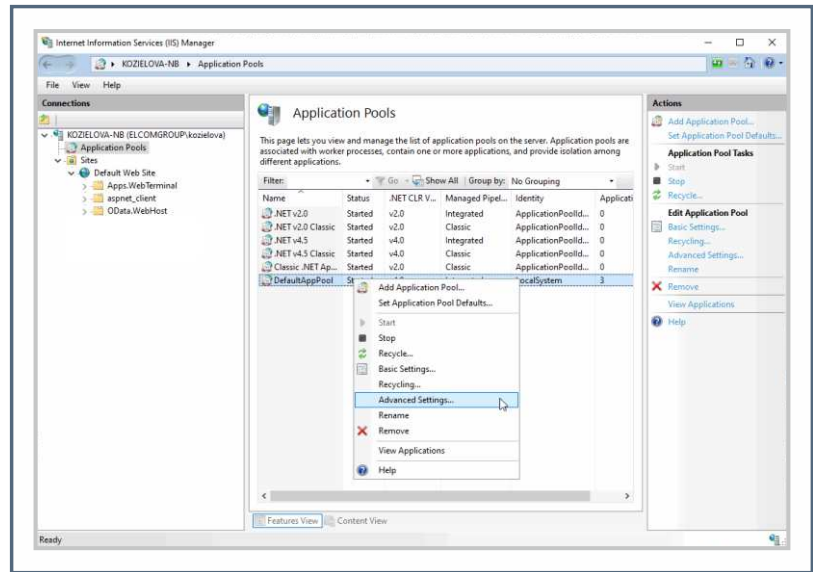 Internet Information Services (IIS) Manager
KOZIELOVA-NB Application Pools
File View Help
Connections
KOZIELOVA-NB (ELCOMGROUP\kozielova)
Application Pools
Sites
Default Web Site
Apps.WebTerminal
aspnet_client
OData.WebHost
Application Pools
This page lets you view and manage the list of application pools on the server. Application pools are
associated with worker processes, contain one or more applications, and provide isolation among
different applications.
Filter: Go Show All Group by: No Grouping
Name Status .NET CLR V... Managed Pipel... Identity Applicati
.NET v2.0 Started v2.0 Integrated ApplicationPoolId... 0
.NET v2.0 Classic Started v2.0 Classic ApplicationPoolId... 0
.NET v4.5 Started v4.0 Integrated ApplicationPoolId... 0
.NET v4.5 Classic Started v4.0 Classic ApplicationPoolId... 0
Classic .NET Ap... Started v2.0 Classic ApplicationPoolId... 0
DefaultAppPool 3
Add Application Pool...
Set Application Pool Defaults...
Start
Stop
Recycle...
Basic Settings...
Recycling...
Advanced Settings...
Rename
Remove
View Applications
Help
Features View Content View
Actions
Add Application Pool...
Set Application Pool Defaults...
Application Pool Tasks
Start
Stop
Recycle...
Edit Application Pool
Basic Settings...
Recycling...
Advanced Settings...
Rename
Remove
View Applications
Help
Ready